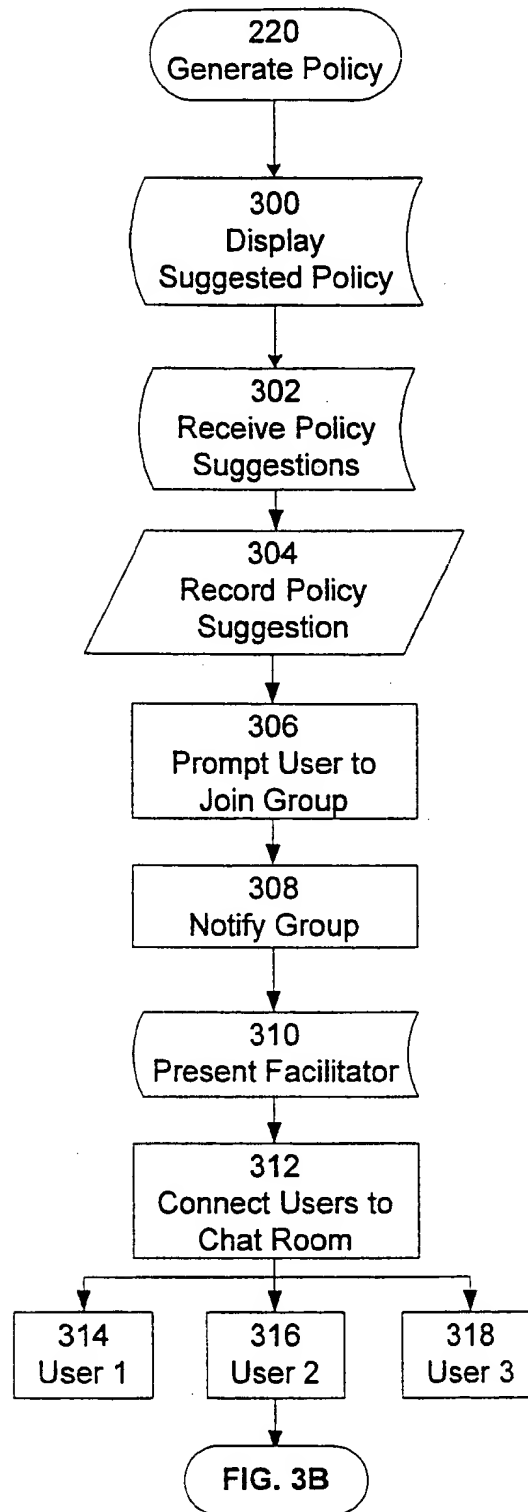 220
Generate Policy
300
Display
Suggested Policy
302
Receive Policy
Suggestions
304
Record Policy
Suggestion
306
Prompt User to
Join Group
308
Notify Group
310
Present Facilitator
312
Connect Users to
Chat Room
314
User 1
316
User 2
318
User 3
FIG. 3B